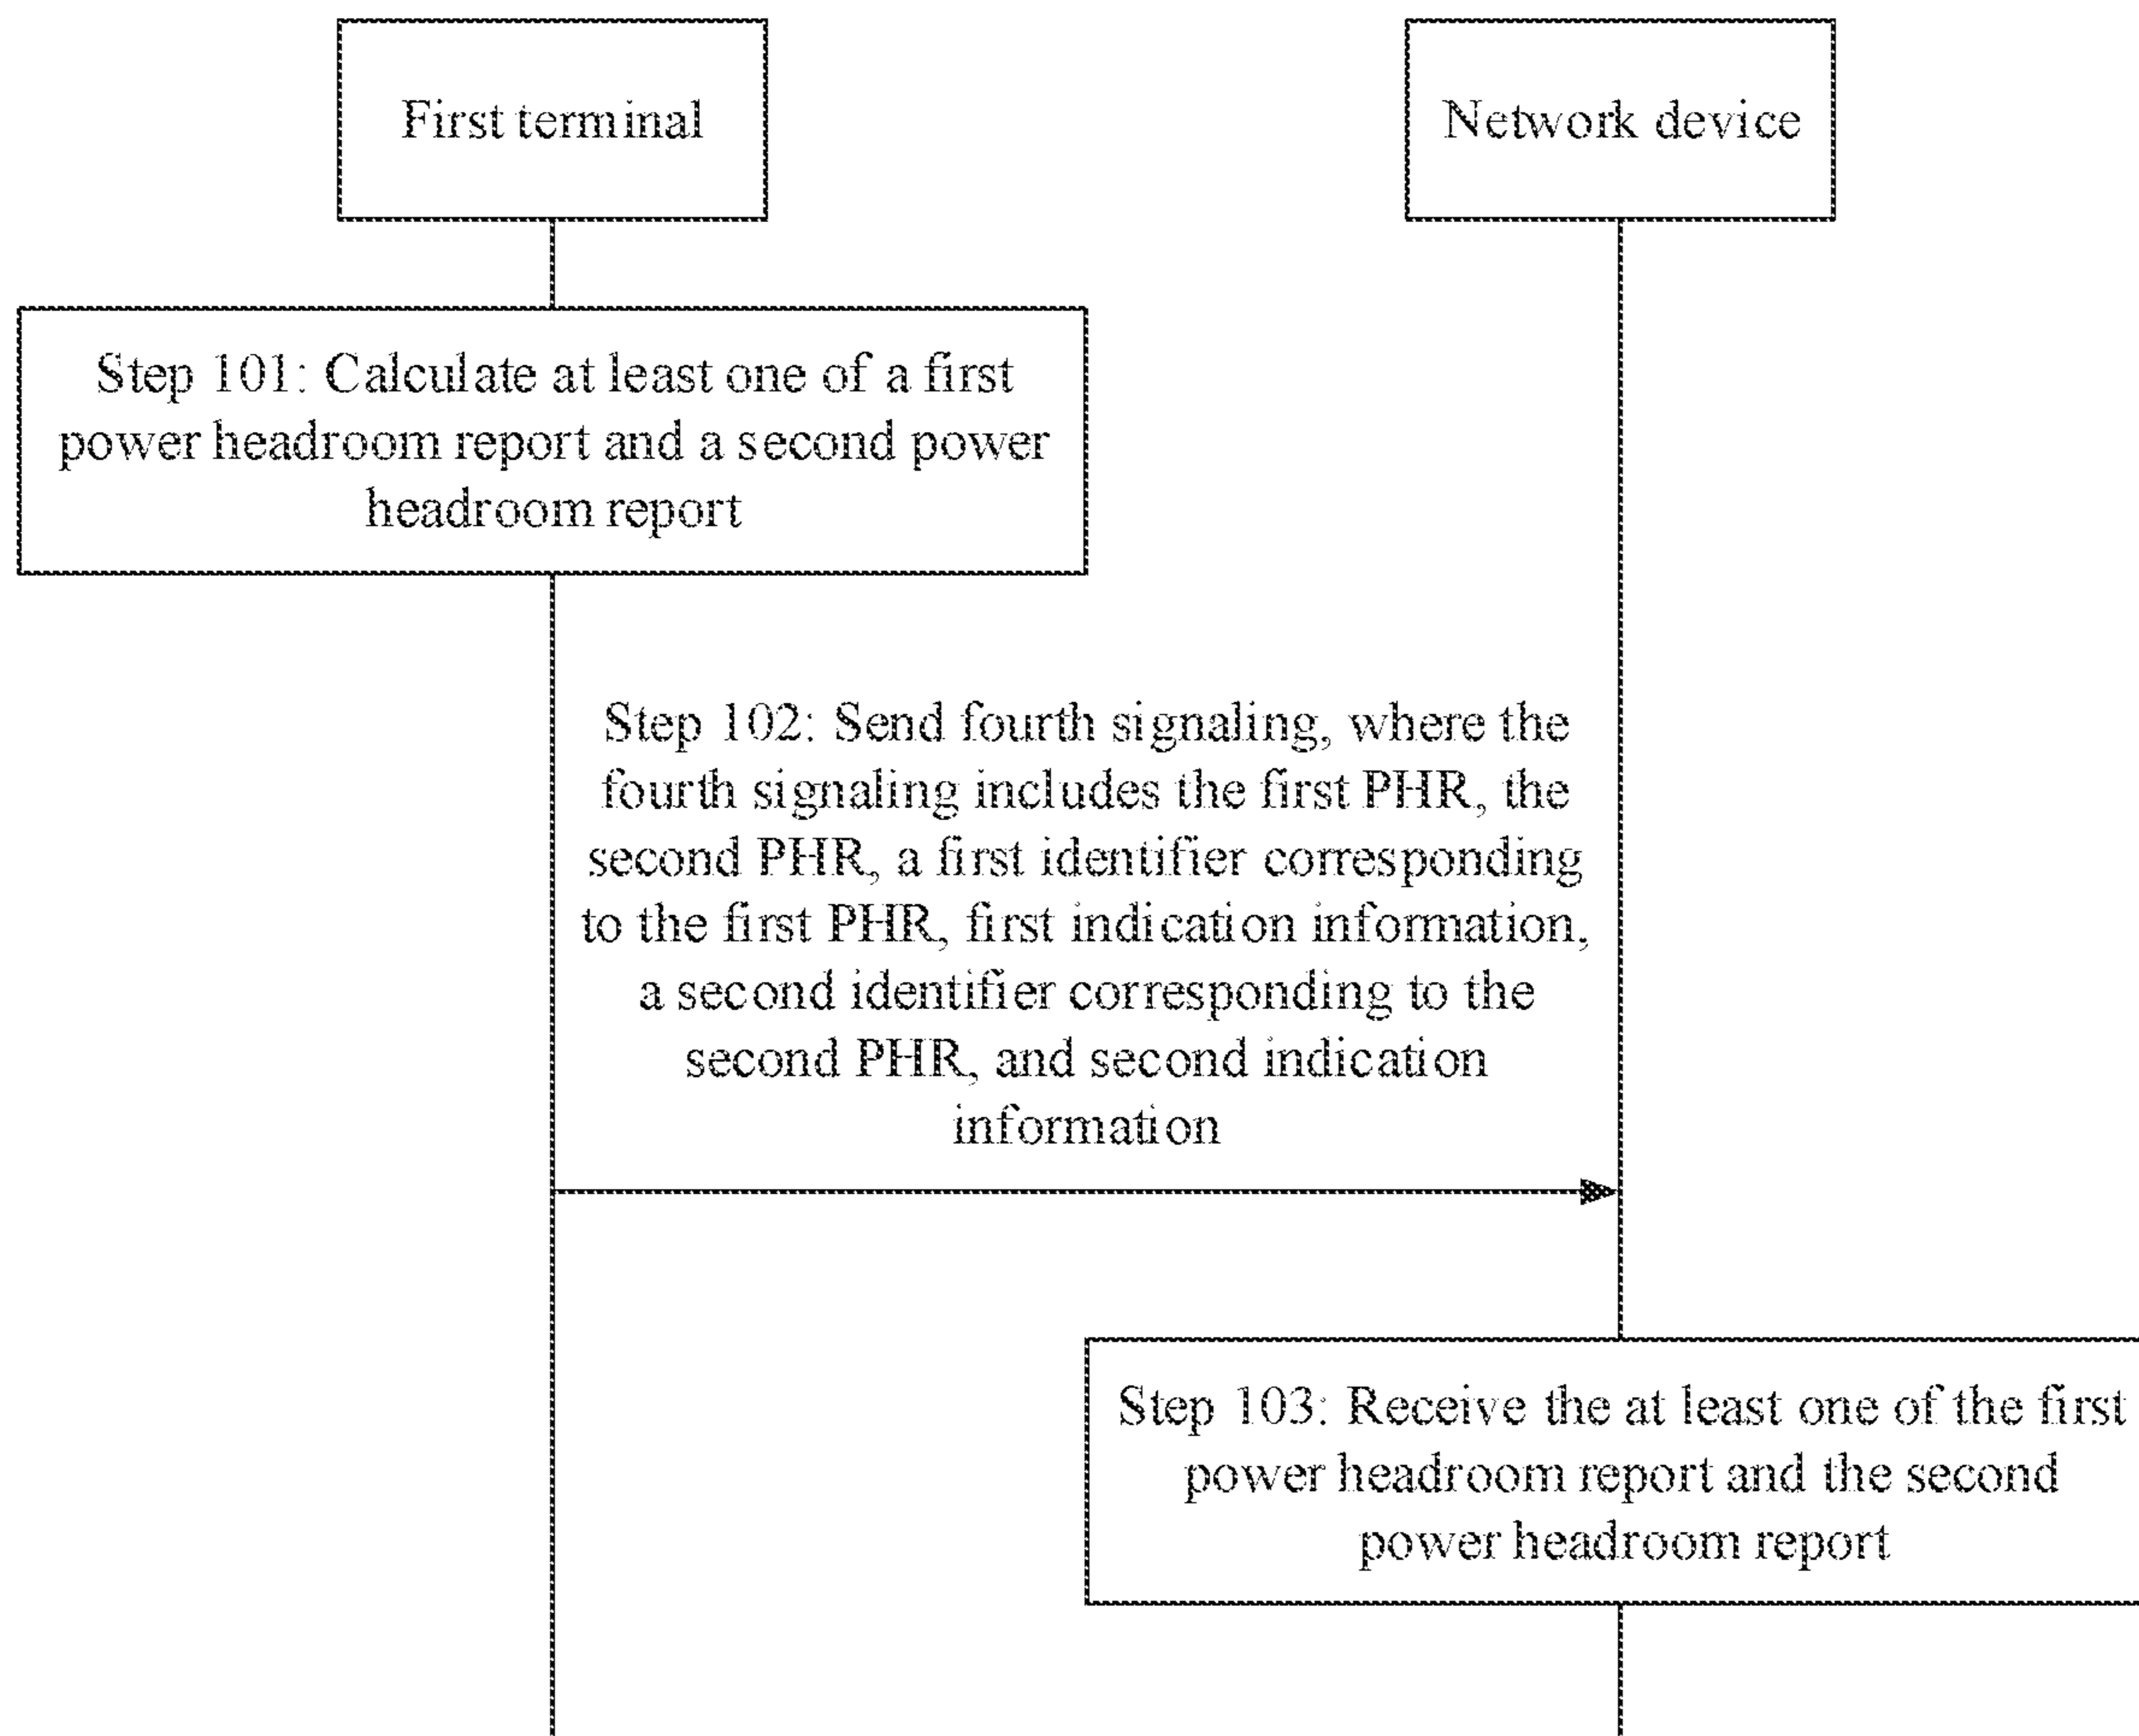 First terminal
Network device
Step 101: Calculate at least one of a first
power headroom report and a second power
headroom report
Step 102: Send fourth signaling, where the
fourth signaling includes the first PHR, the
second PHR, a first identifier corresponding
to the first PHR, first indication information,
a second identifier corresponding to the
second PHR, and second indication
information
Step 103: Receive the at least one of the first
power headroom report and the second
power headroom report